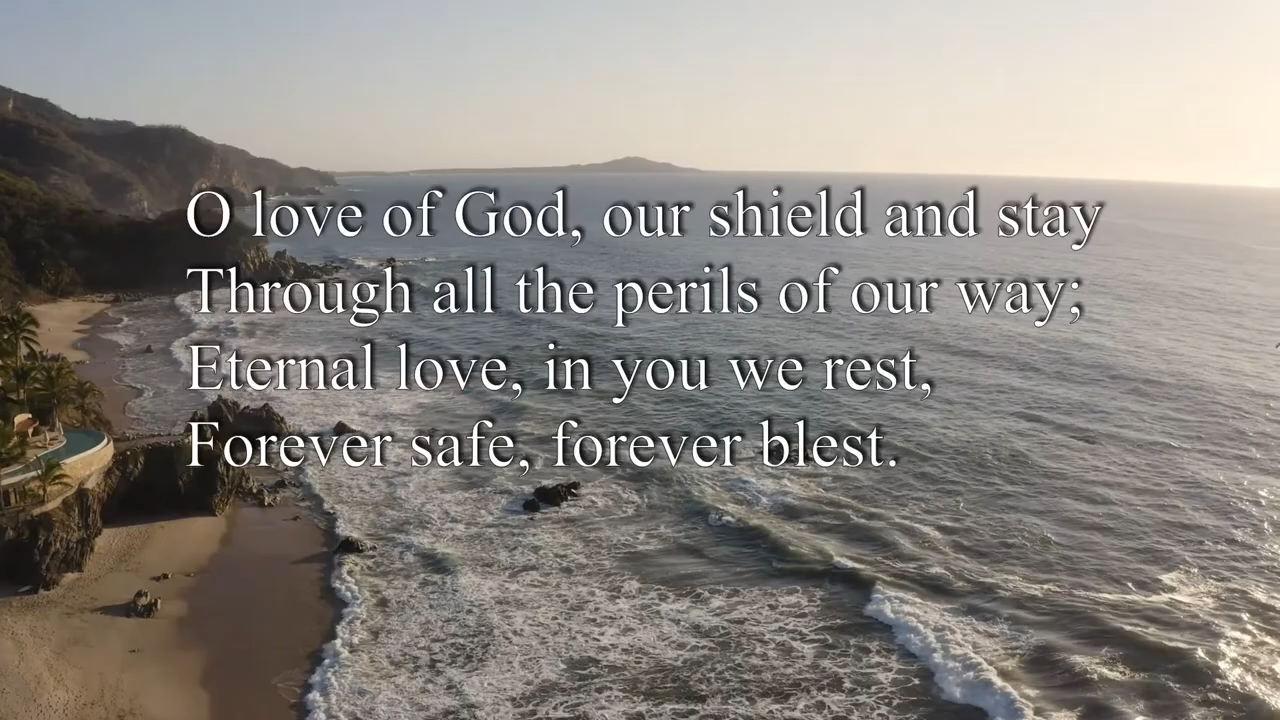 O love of God, our shield and stay
Through all the perils of our way;
Eternal love, in you we rest,
Forever safe, forever blest.